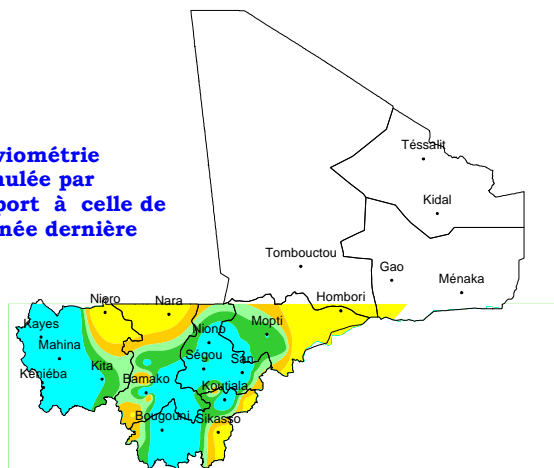 viométrie
nulée par
port à celle de
née dernière
Téssalit
Kidal
Tombouctou
Gao
Ménaka
Hombori
Nioro
Nara
Mopti
Kayes
Niono
Mahina
Ségou
San
Kéniéba
Kita
Bamako
Koutiala
Bougouni
Sikasso